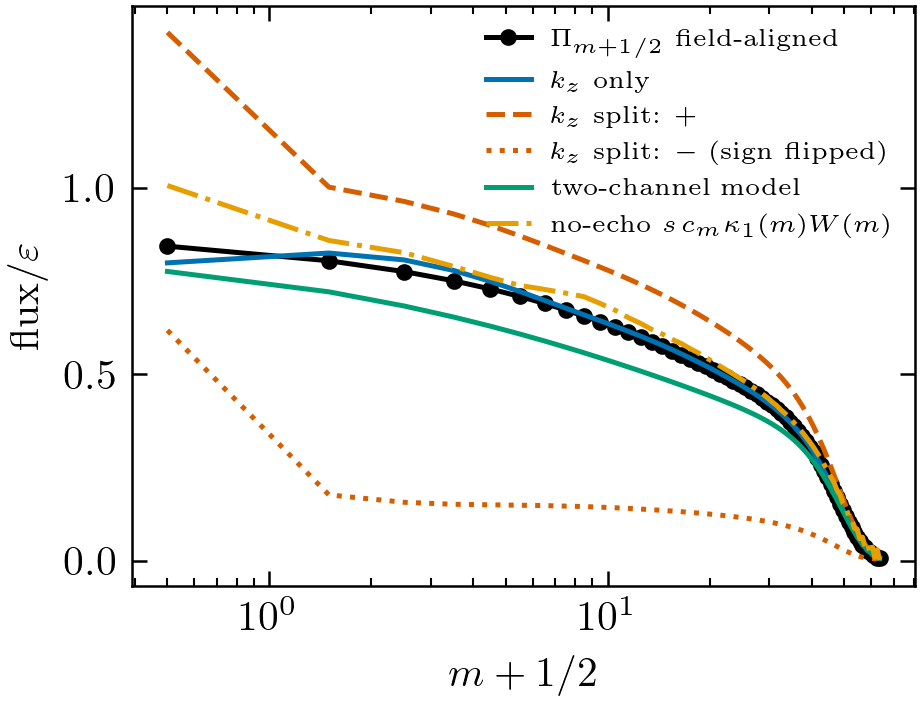 Π_{m+1/2} field-aligned
k_z only
k_z split: +
k_z split: − (sign flipped)
two-channel model
no-echo s c_m κ_1(m)W(m)
flux/ε
1.0
0.5
0.0
10^0
10^1
m + 1/2